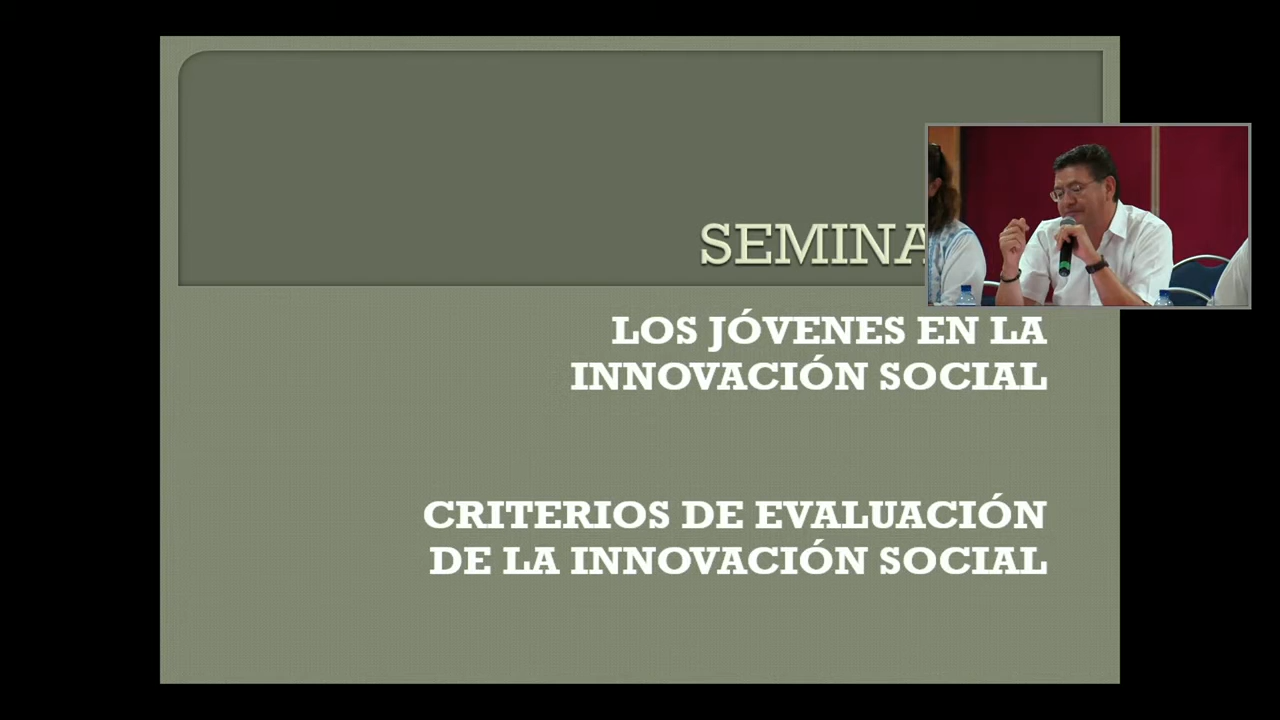 SEMINA
LOS JÓVENES EN LA
INNOVACIÓN SOCIAL
CRITERIOS DE EVALUACIÓN
DE LA INNOVACIÓN SOCIAL